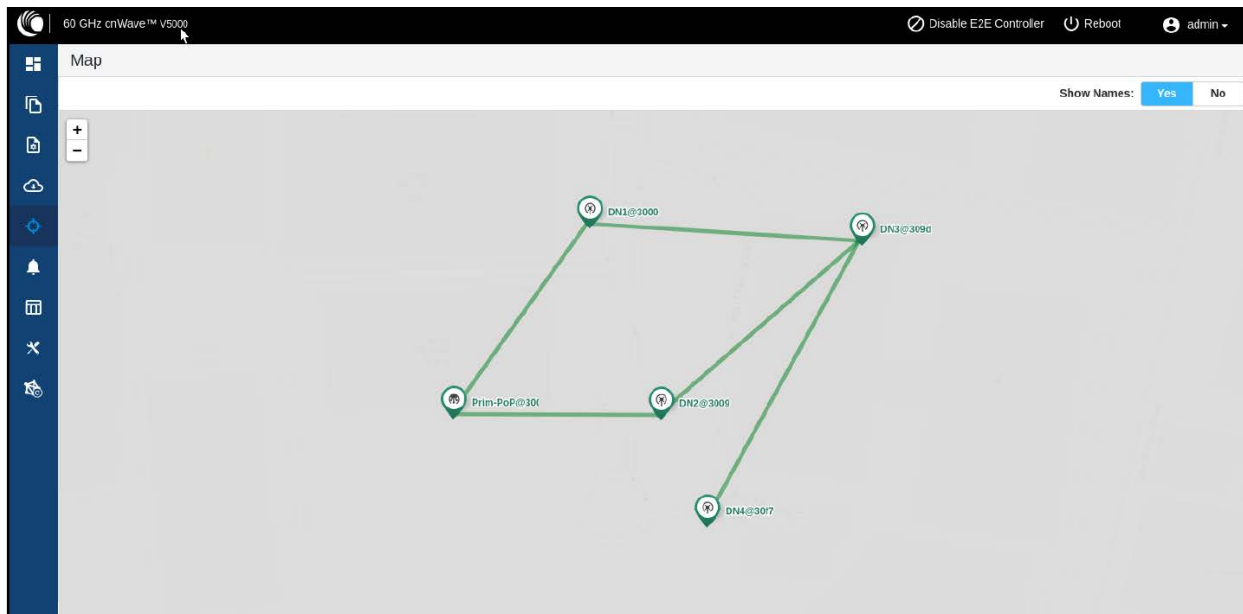 60 GHz cnWave™ V5000
Disable E2E Controller
Reboot
admin
Map
Show Names:
Yes
No
+
−
DN1@3000
DN3@309d
Prim-PoP@30(
DN2@3009
DN4@30f7